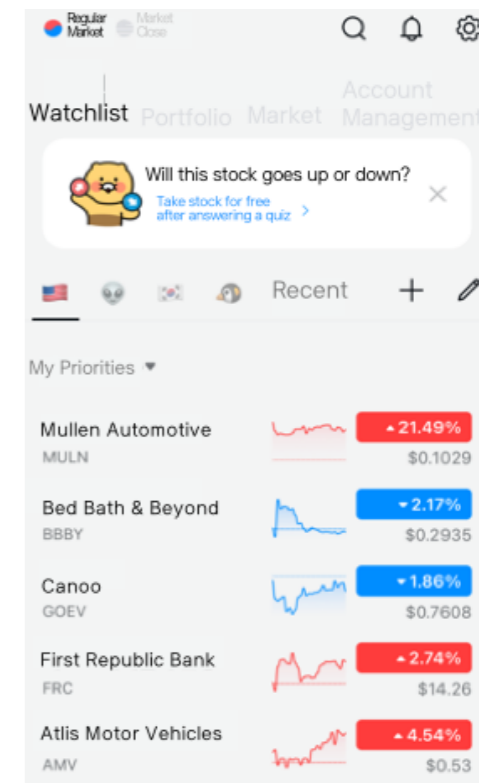 Regular
Market
Market
Close
Watchlist
Portfolio
Market
Account
Management
Will this stock goes up or down?
Take stock for free
after answering a quiz >
Recent
My Priorities ▼
Mullen Automotive
▲21.49%
MULN
$0.1029
Bed Bath & Beyond
▼2.17%
BBBY
$0.2935
Canoo
▼1.86%
GOEV
$0.7608
First Republic Bank
▲2.74%
FRC
$14.26
Atlis Motor Vehicles
▲4.54%
AMV
$0.53